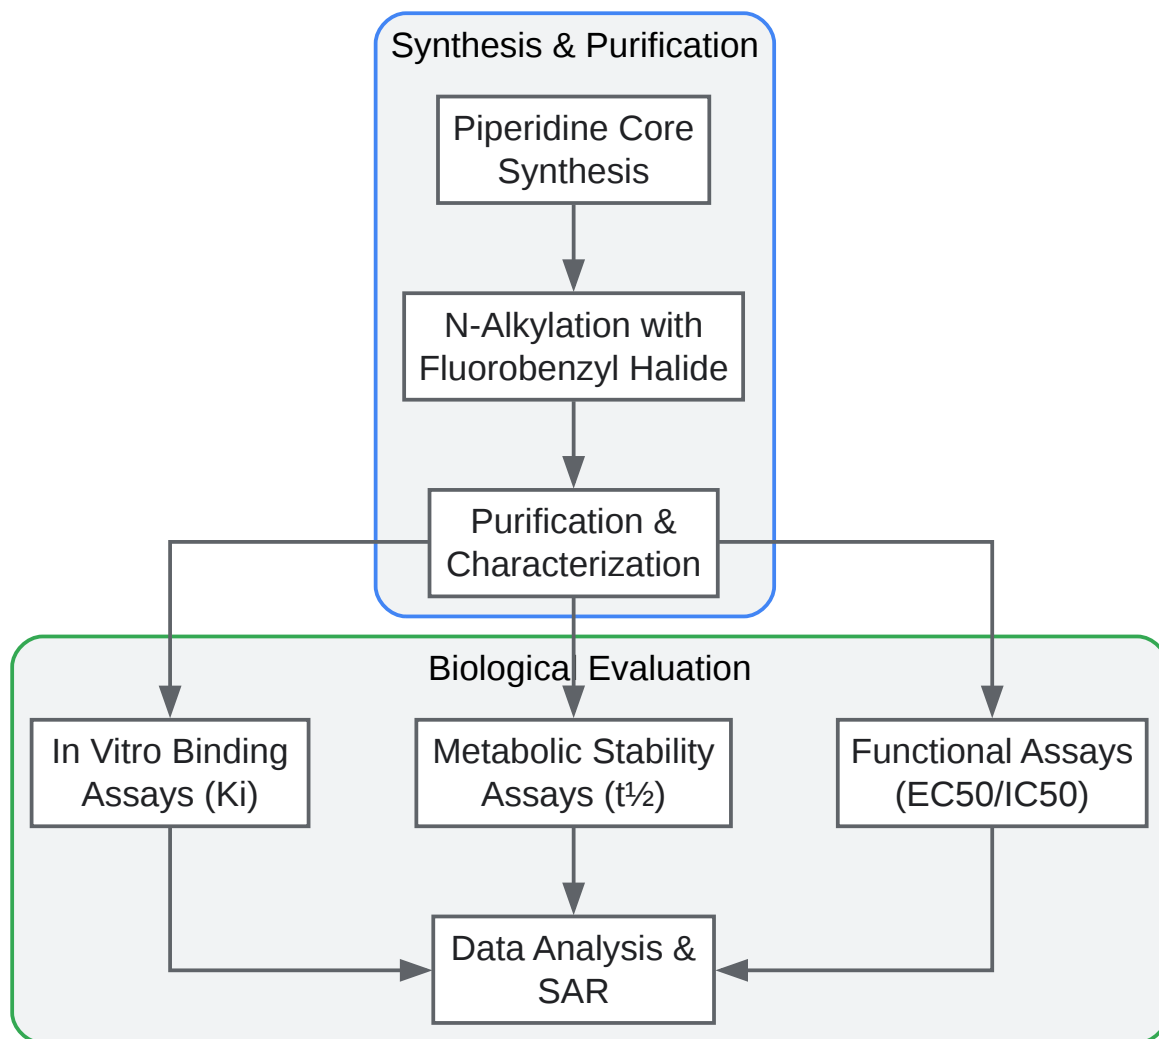 Synthesis & Purification
Piperidine Core
Synthesis
N-Alkylation with
Fluorobenzyl Halide
Purification &
Characterization
Biological Evaluation
In Vitro Binding
Assays (Ki)
Metabolic Stability
Assays (t½)
Functional Assays
(EC50/IC50)
Data Analysis &
SAR